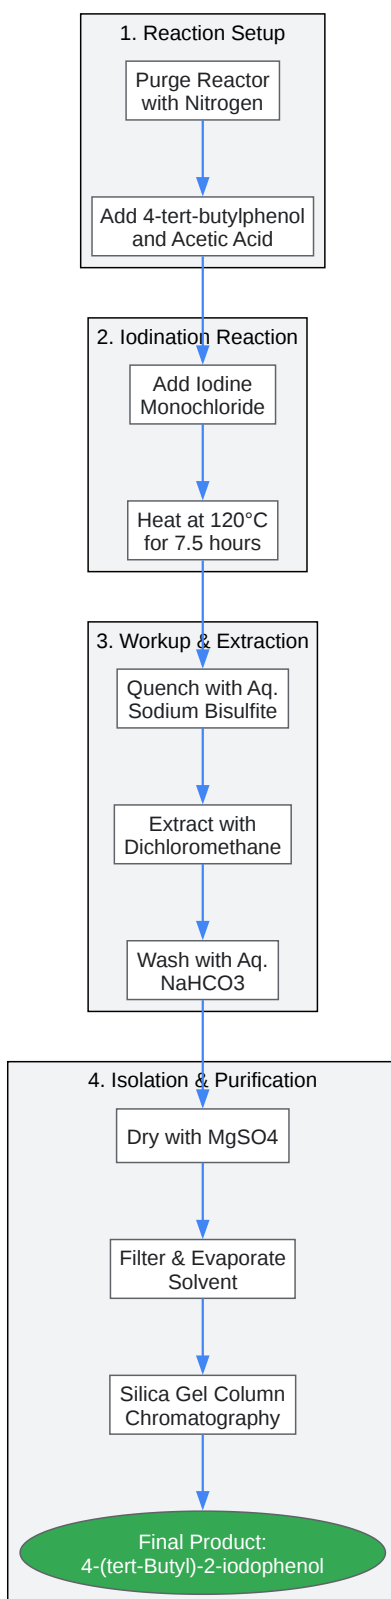 1. Reaction Setup
Purge Reactor
with Nitrogen
Add 4-tert-butylphenol
and Acetic Acid
2. Iodination Reaction
Add Iodine
Monochloride
Heat at 120°C
for 7.5 hours
3. Workup & Extraction
Quench with Aq.
Sodium Bisulfite
Extract with
Dichloromethane
Wash with Aq.
NaHCO3
4. Isolation & Purification
Dry with MgSO4
Filter & Evaporate
Solvent
Silica Gel Column
Chromatography
Final Product:
4-(tert-Butyl)-2-iodophenol